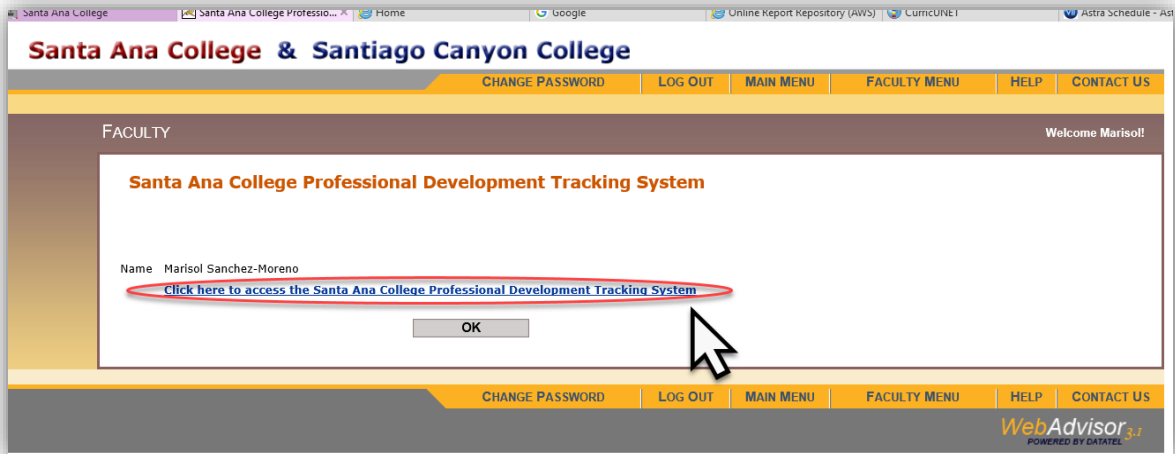 Santa Ana College
Santa Ana College Professio... ×
Home
Google
Online Report Repository (AWS)
CurricUNET
Astra Schedule - Ast
Santa Ana College & Santiago Canyon College
CHANGE PASSWORD LOG OUT MAIN MENU FACULTY MENU HELP CONTACT US
FACULTY
Welcome Marisol!
Santa Ana College Professional Development Tracking System
Name Marisol Sanchez-Moreno
Click here to access the Santa Ana College Professional Development Tracking System
OK
CHANGE PASSWORD LOG OUT MAIN MENU FACULTY MENU HELP CONTACT US
WebAdvisor 3.1
POWERED BY DATATEL